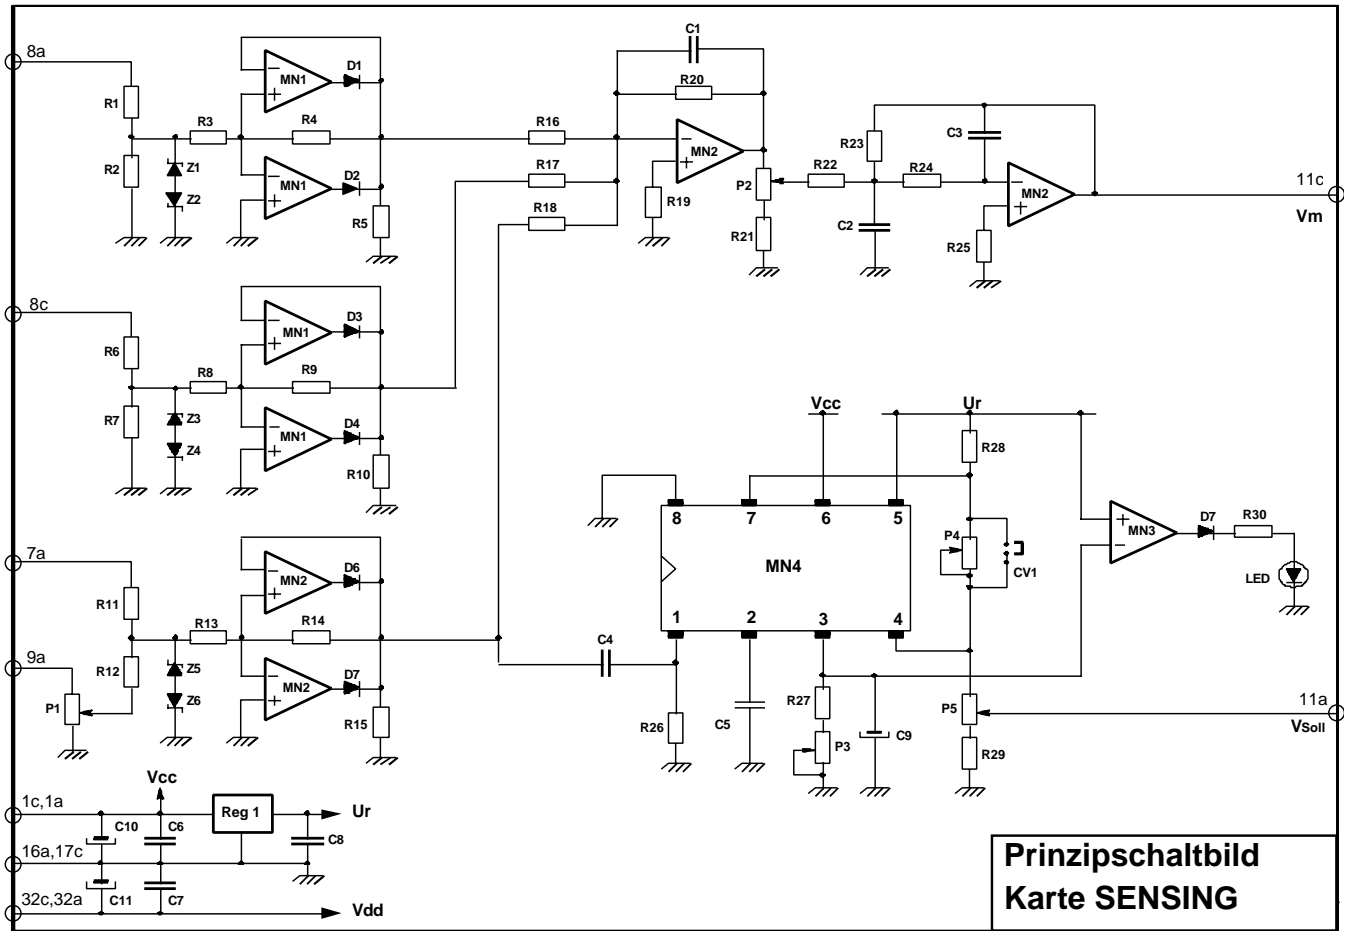 8a
R1
R2
Z1
Z2
R3
MN1
D1
R4
MN1
D2
R5
8c
R6
R7
Z3
Z4
R8
MN1
D3
R9
MN1
D4
R10
7a
R11
R12
9a
P1
Z5
Z6
R13
MN2
D6
R14
MN2
D7
R15
R16
R17
R18
C1
R20
MN2
R19
P2
R21
R22
R23
C2
R24
C3
MN2
R25
11c
Vm
Vcc
Ur
R28
8
7
6
5
MN4
1
2
3
4
P4
CV1
MN3
D7
R30
LED
C4
R26
C5
R27
P3
C9
P5
R29
11a
VSoll
Vcc
1c,1a
C10
C6
Reg 1
C8
Ur
16a,17c
C11
C7
32c,32a
Vdd
Prinzipschaltbild
Karte SENSING